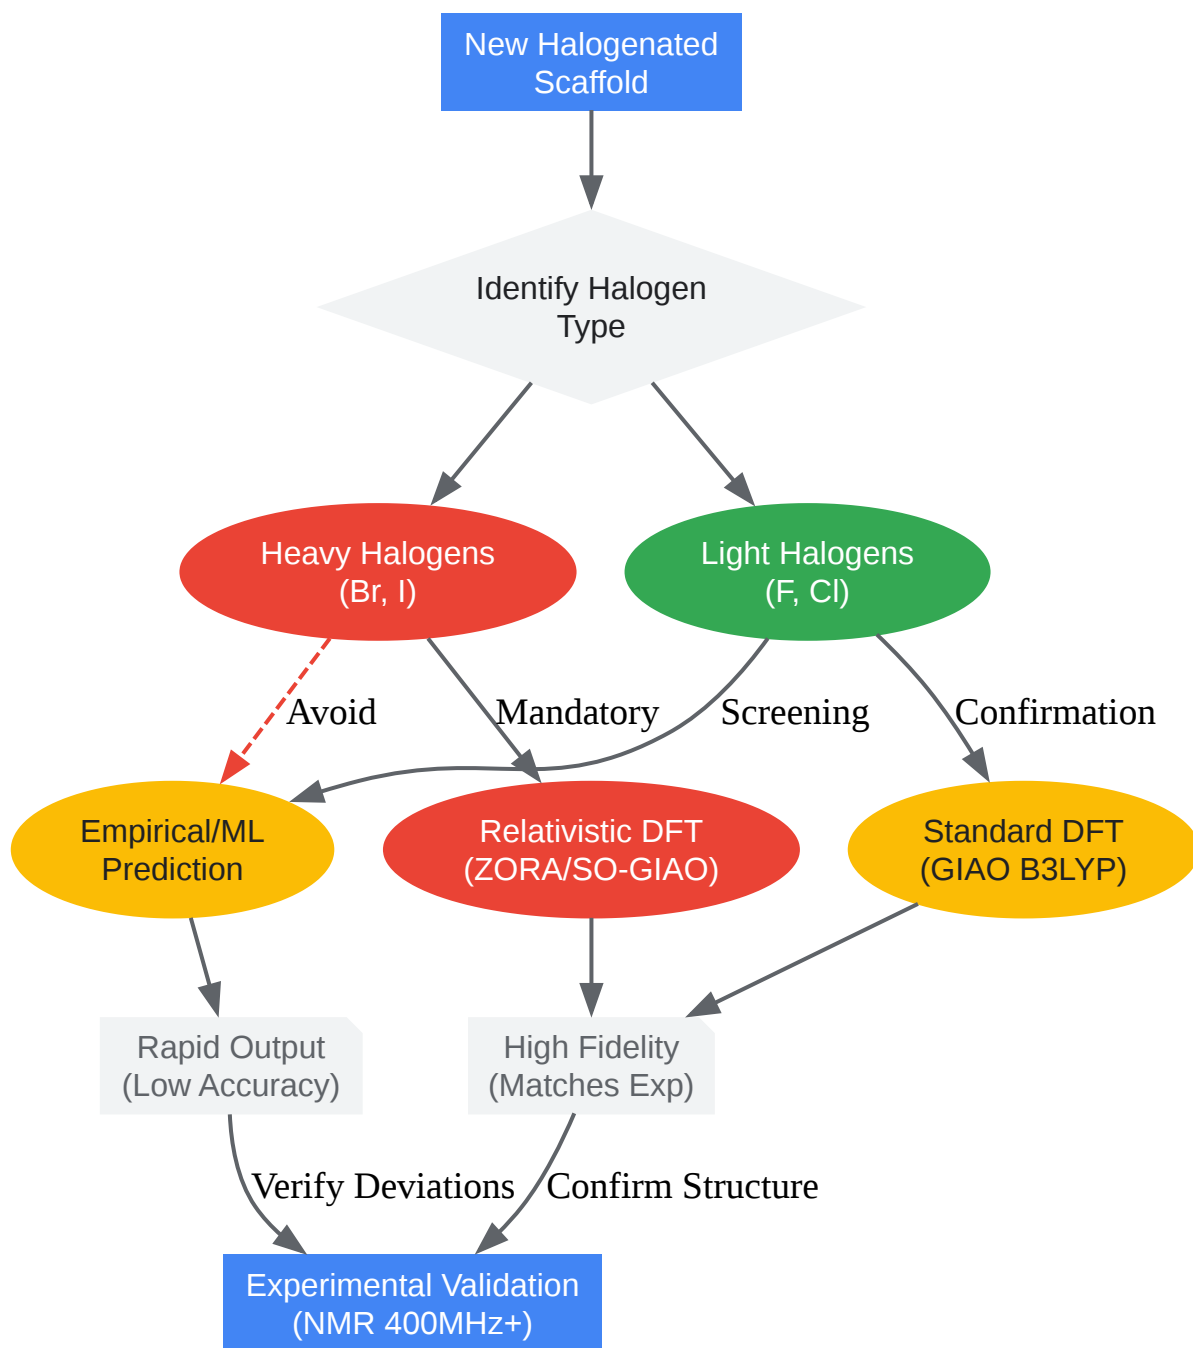 New Halogenated
Scaffold
Identify Halogen
Type
Heavy Halogens
(Br, I)
Light Halogens
(F, Cl)
Avoid
Mandatory
Screening
Confirmation
Empirical/ML
Prediction
Relativistic DFT
(ZORA/SO-GIAO)
Standard DFT
(GIAO B3LYP)
Rapid Output
(Low Accuracy)
High Fidelity
(Matches Exp)
Verify Deviations
Confirm Structure
Experimental Validation
(NMR 400MHz+)